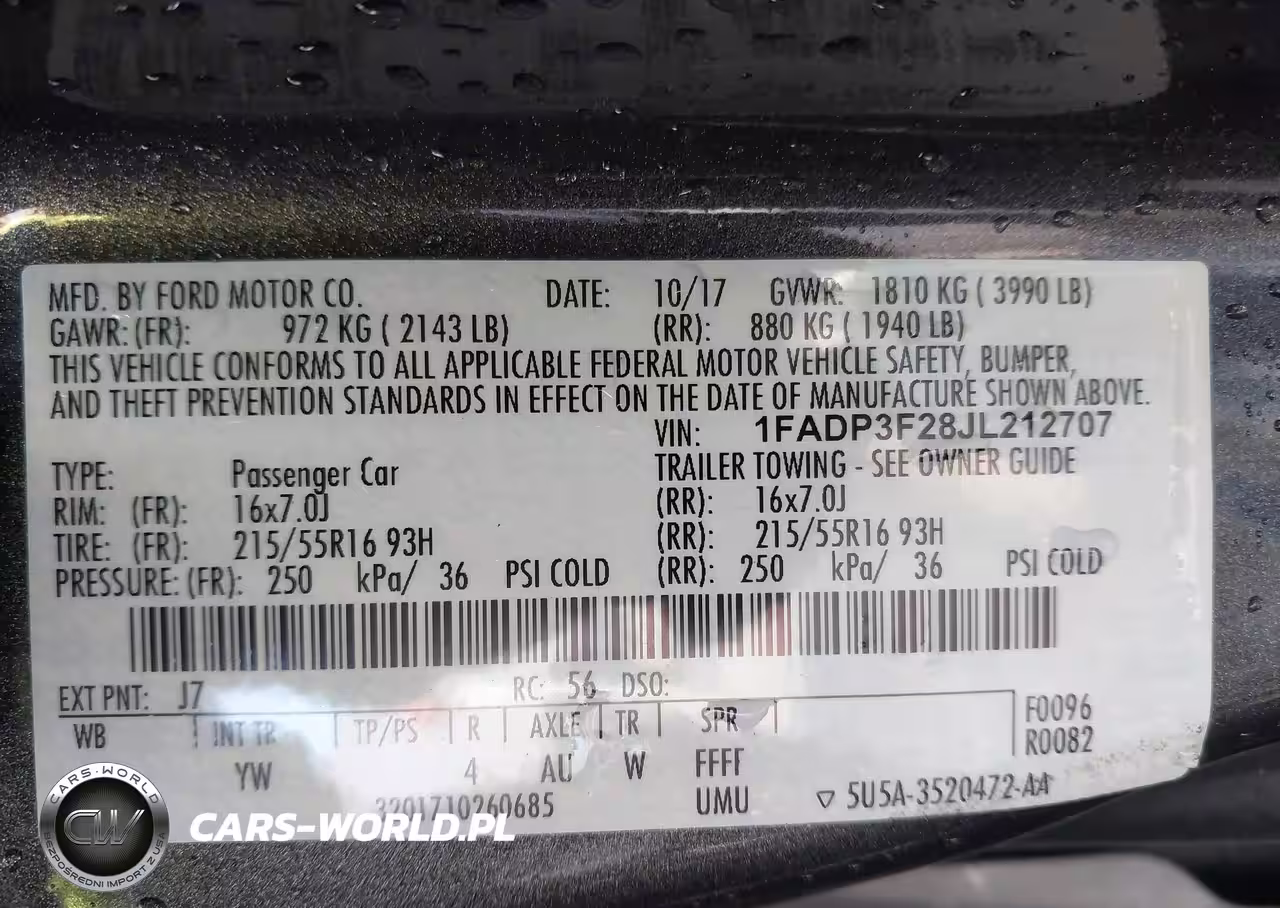 MFD. BY FORD MOTOR CO. DATE: 10/17 GVWR: 1810 KG ( 3990 LB)
GAWR: (FR): 972 KG ( 2143 LB) (RR): 880 KG ( 1940 LB)
THIS VEHICLE CONFORMS TO ALL APPLICABLE FEDERAL MOTOR VEHICLE SAFETY, BUMPER,
AND THEFT PREVENTION STANDARDS IN EFFECT ON THE DATE OF MANUFACTURE SHOWN ABOVE.
VIN: 1FADP3F28JL212707
TYPE: Passenger Car TRAILER TOWING - SEE OWNER GUIDE
RIM: (FR): 16x7.0J (RR): 16x7.0J
TIRE: (FR): 215/55R16 93H (RR): 215/55R16 93H
PRESSURE: (FR): 250 kPa/ 36 PSI COLD (RR): 250 kPa/ 36 PSI COLD
EXT PNT: J7 RC: 56 DSO:
WB INT TR TP/PS R AXLE TR SPR F0096
R0082
YW 4 AU W FFFF
3201710260685 UMU ▽ 5U5A-3520472-AA
CARS-WORLD
CW
BEZPOŚREDNI IMPORT Z USA
CARS-WORLD.PL